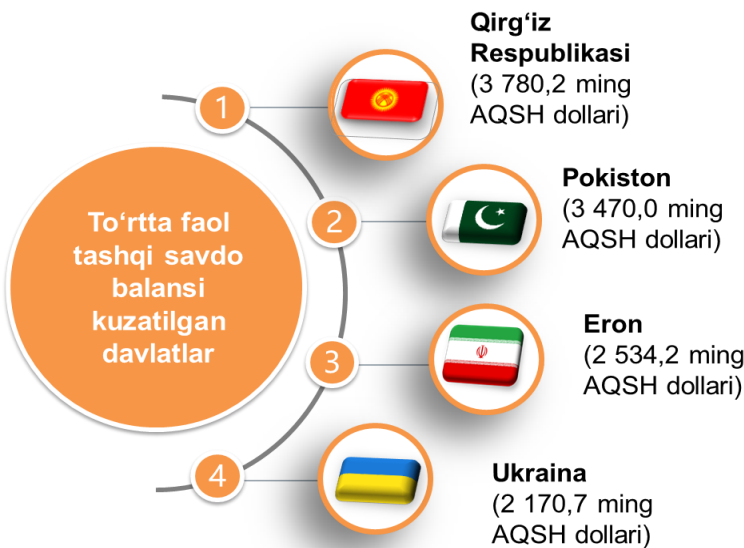 To‘rtta faol
tashqi savdo
balansi
kuzatilgan
davlatlar
1
Qirg‘iz
Respublikasi
(3 780,2 ming
AQSH dollari)
2
Pokiston
(3 470,0 ming
AQSH dollari)
3
Eron
(2 534,2 ming
AQSH dollari)
4
Ukraina
(2 170,7 ming
AQSH dollari)